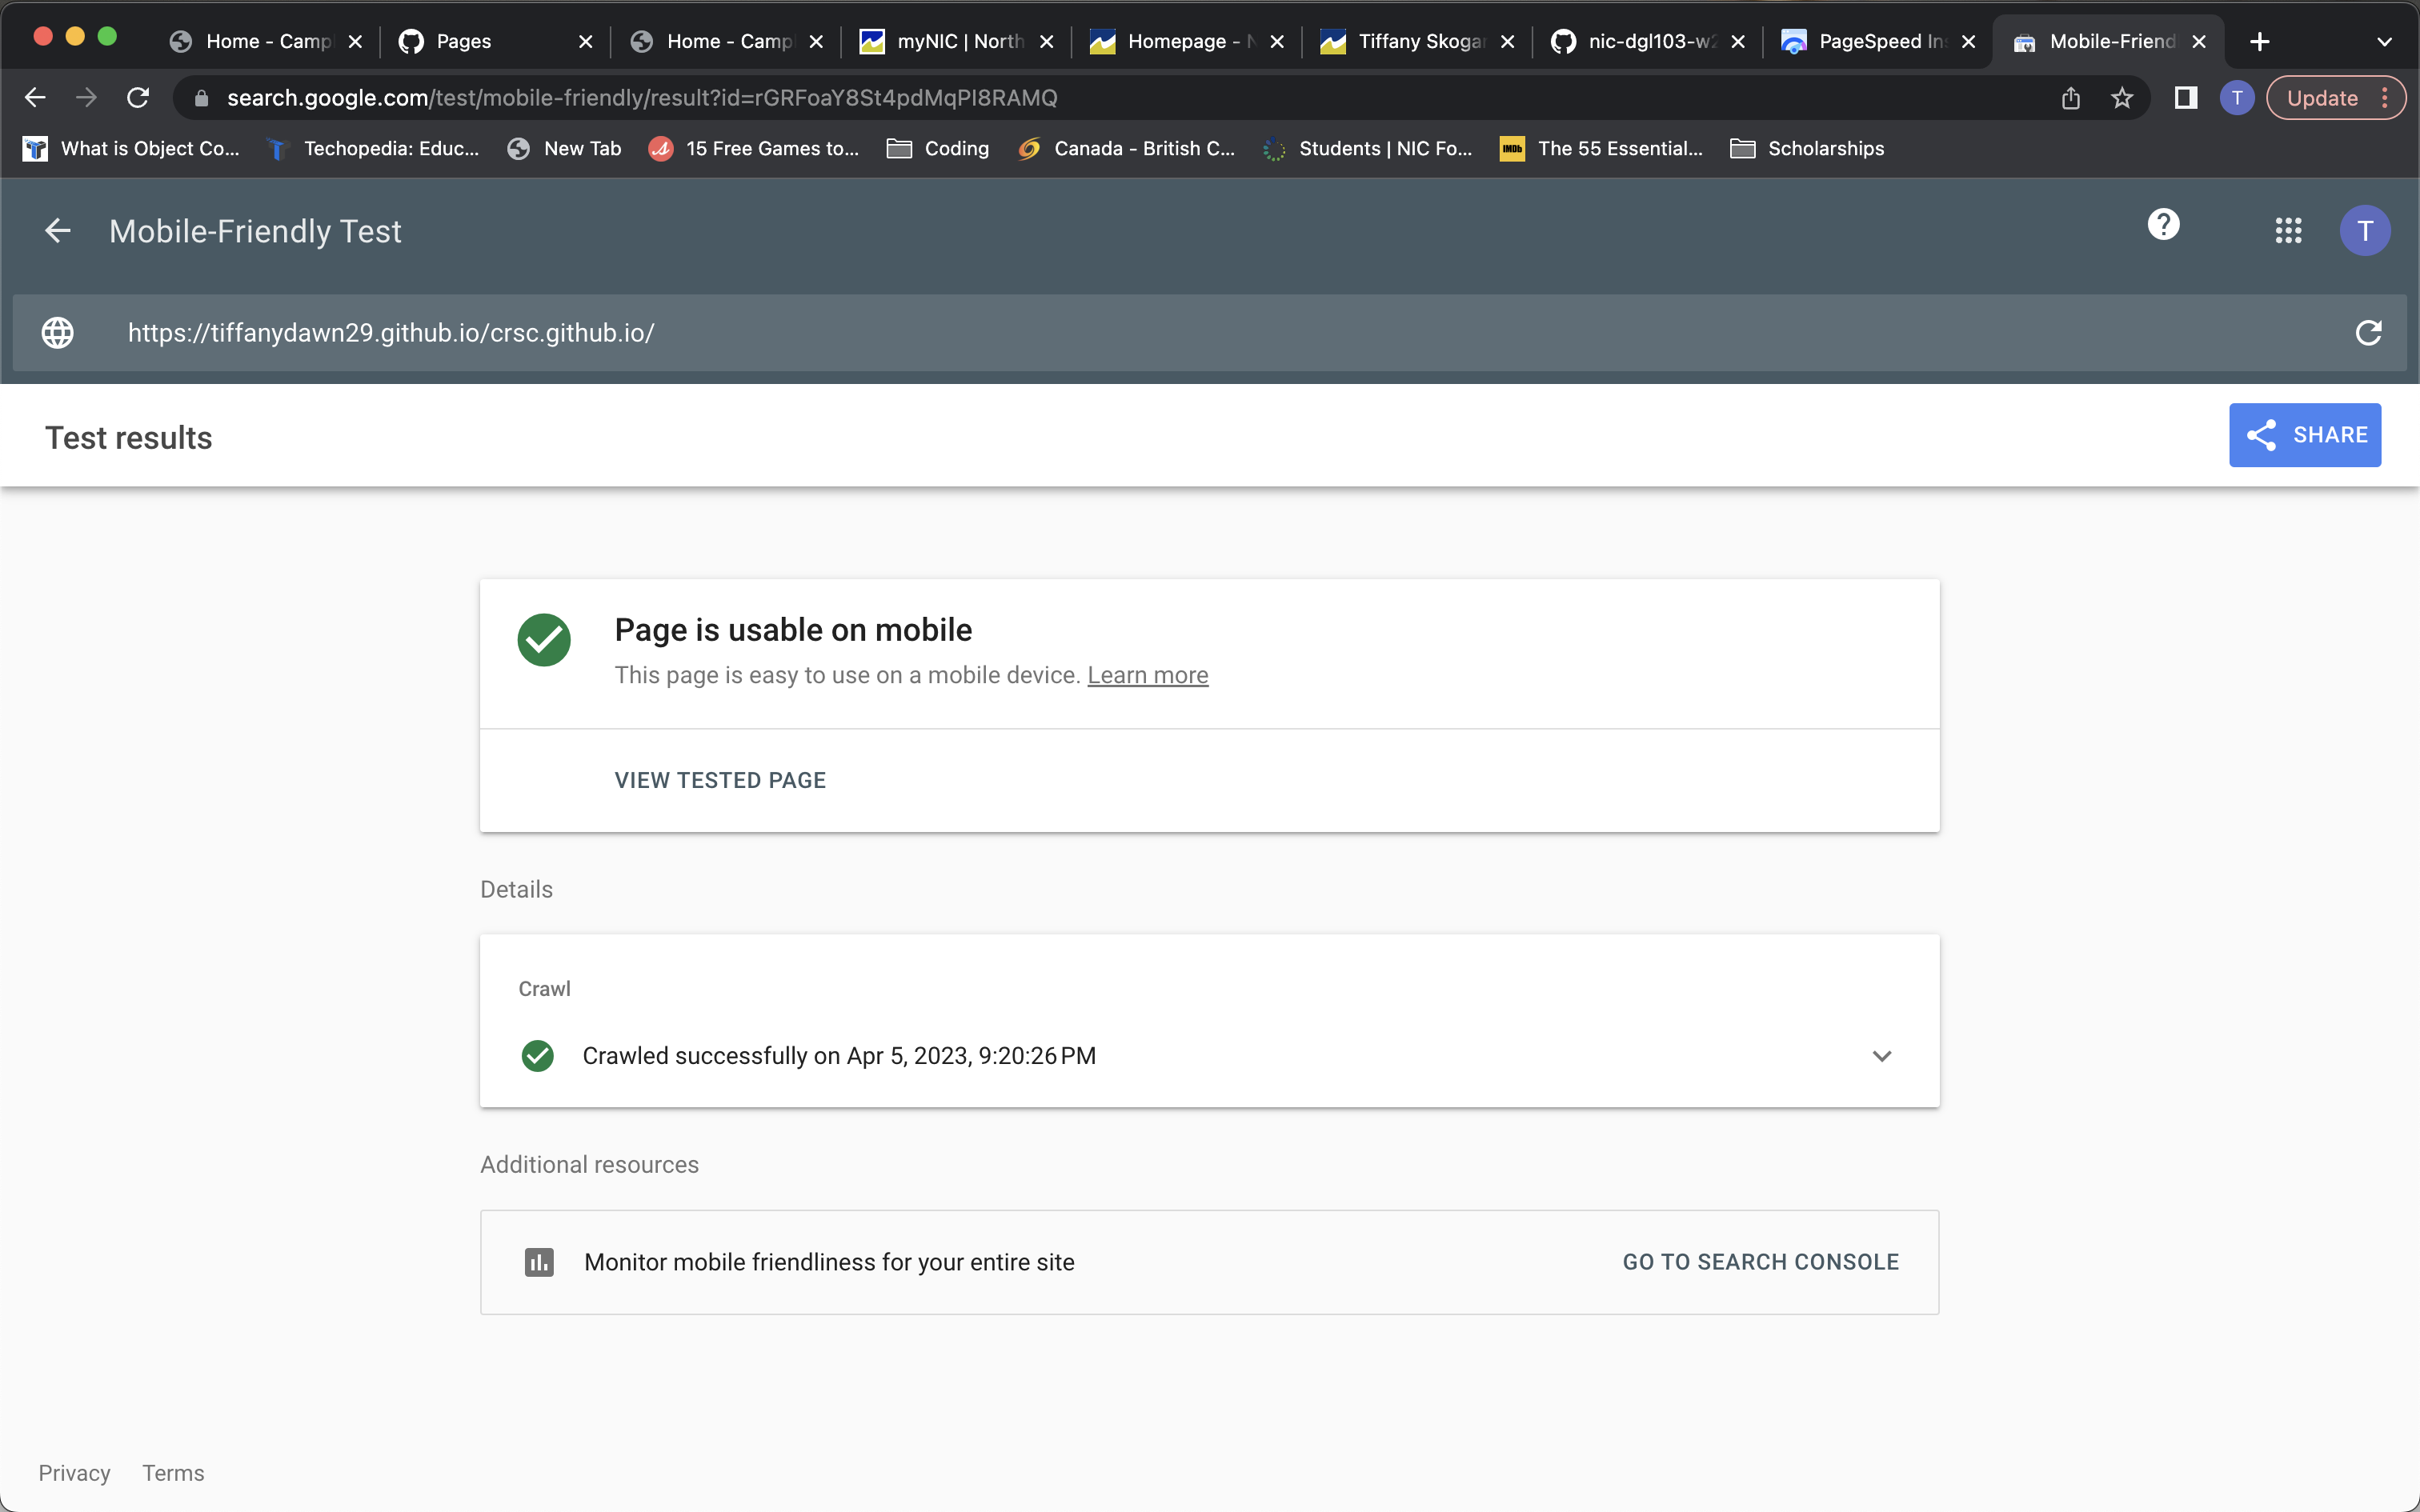 Home - Camp
Pages
Home - Camp
myNIC | North
Homepage - N
Tiffany Skogan
nic-dgl103-w2
PageSpeed Ins
Mobile-Friend
search.google.com/test/mobile-friendly/result?id=rGRFoaY8St4pdMqPI8RAMQ
T
Update
What is Object Co...
Techopedia: Educ...
New Tab
15 Free Games to...
Coding
Canada - British C...
Students | NIC Fo...
IMDb
The 55 Essential...
Scholarships
Mobile-Friendly Test
?
T
https://tiffanydawn29.github.io/crsc.github.io/
Test results
SHARE
Page is usable on mobile
This page is easy to use on a mobile device. Learn more
VIEW TESTED PAGE
Details
Crawl
Crawled successfully on Apr 5, 2023, 9:20:26 PM
Additional resources
Monitor mobile friendliness for your entire site
GO TO SEARCH CONSOLE
Privacy
Terms